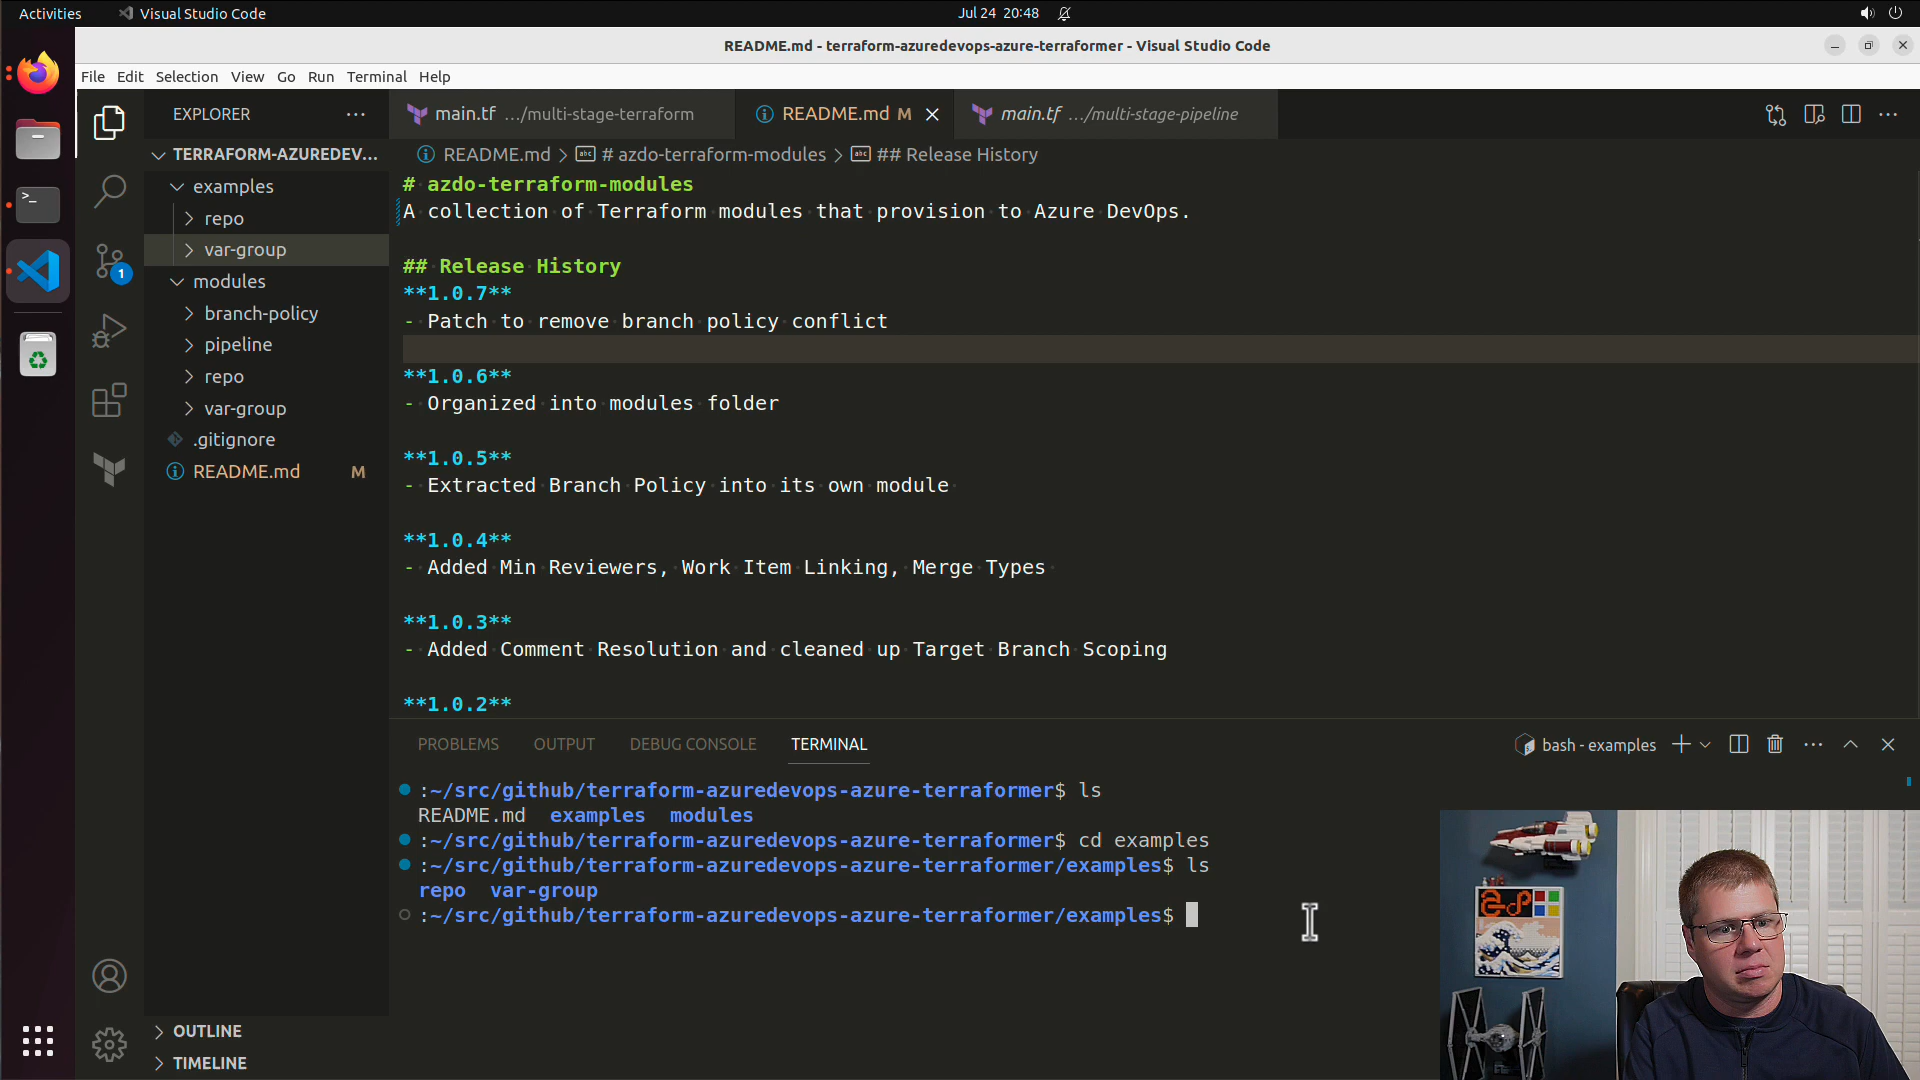 Activities Visual Studio Code Jul 24 20:48
README.md - terraform-azuredevops-azure-terraformer - Visual Studio Code
File Edit Selection View Go Run Terminal Help
EXPLORER
TERRAFORM-AZUREDEV...
examples
repo
var-group
modules
branch-policy
pipeline
repo
var-group
.gitignore
README.md M
OUTLINE
TIMELINE
1
main.tf .../multi-stage-terraform README.md M main.tf .../multi-stage-pipeline
README.md > # azdo-terraform-modules > ## Release History
# azdo-terraform-modules
A collection of Terraform modules that provision to Azure DevOps.
## Release History
**1.0.7**
- Patch to remove branch policy conflict
**1.0.6**
- Organized into modules folder
**1.0.5**
- Extracted Branch Policy into its own module
**1.0.4**
- Added Min Reviewers, Work Item Linking, Merge Types
**1.0.3**
- Added Comment Resolution and cleaned up Target Branch Scoping
**1.0.2**
PROBLEMS OUTPUT DEBUG CONSOLE TERMINAL bash - examples
:~/src/github/terraform-azuredevops-azure-terraformer$ ls
README.md examples modules
:~/src/github/terraform-azuredevops-azure-terraformer$ cd examples
:~/src/github/terraform-azuredevops-azure-terraformer/examples$ ls
repo var-group
:~/src/github/terraform-azuredevops-azure-terraformer/examples$